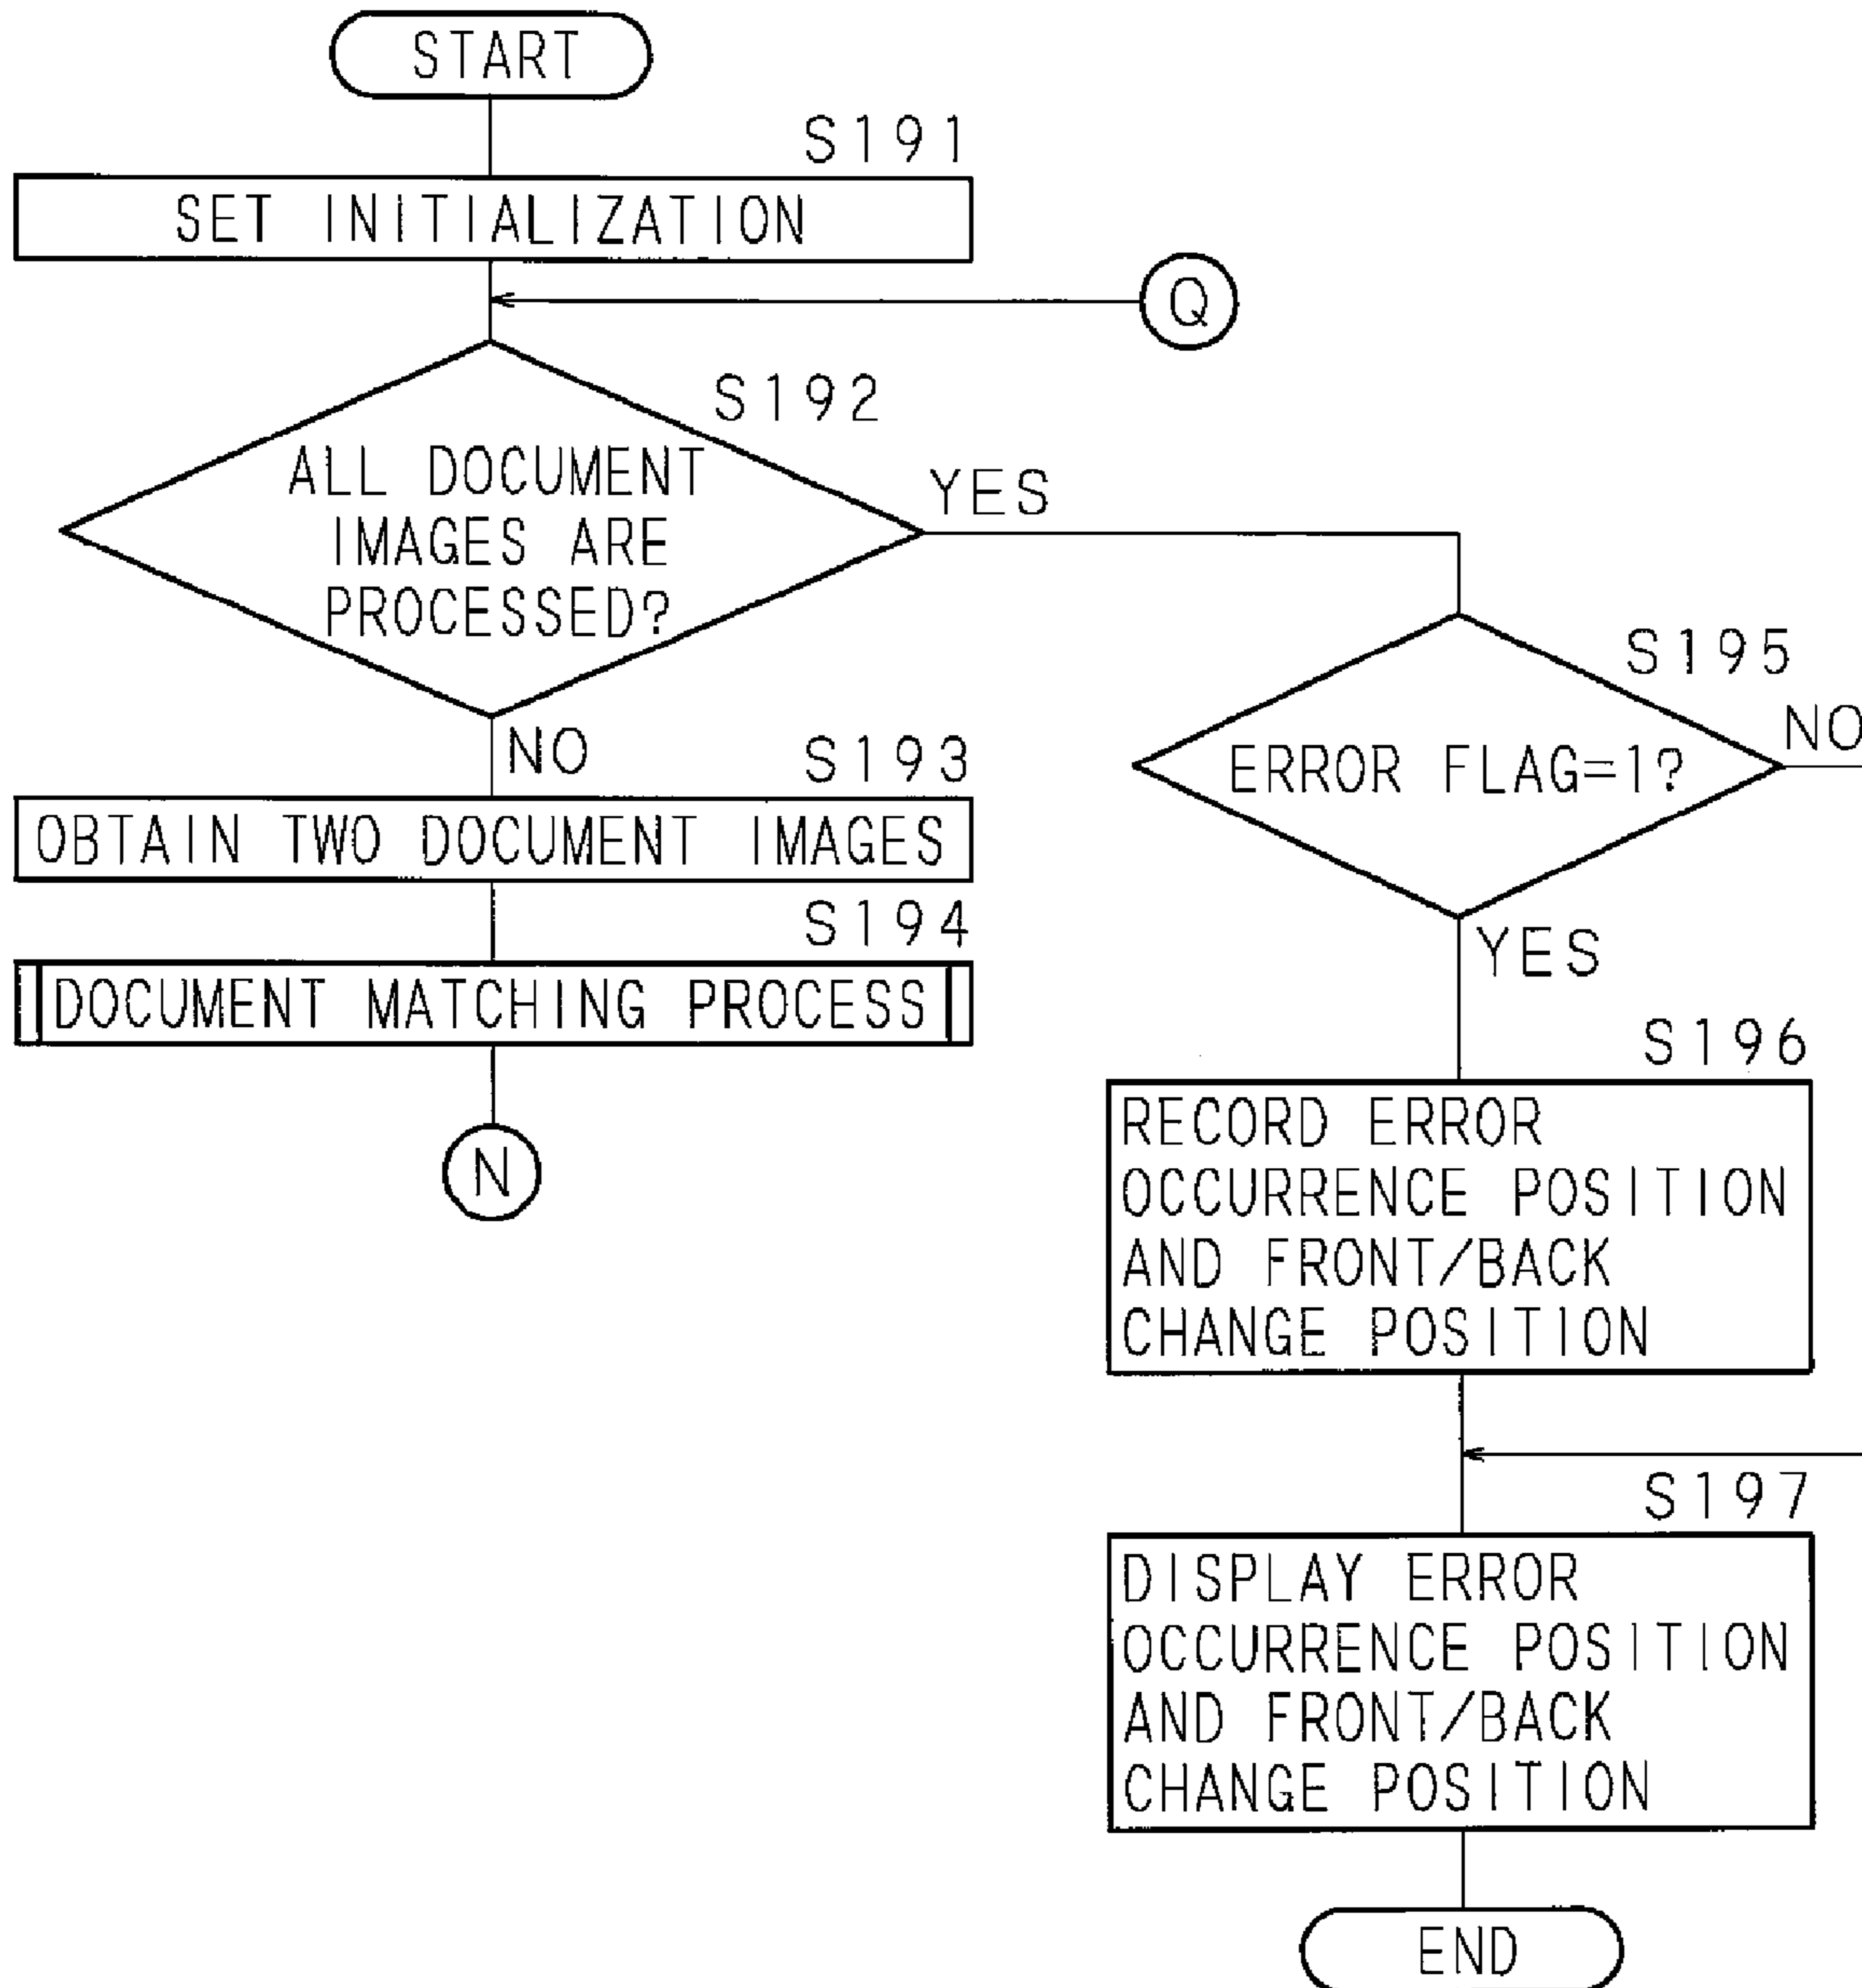 START
S191
SET INITIALIZATION
Q
S192
ALL DOCUMENT
IMAGES ARE
PROCESSED?
YES
NO
S193
OBTAIN TWO DOCUMENT IMAGES
S194
DOCUMENT MATCHING PROCESS
N
S195
ERROR FLAG=1?
NO
YES
S196
RECORD ERROR
OCCURRENCE POSITION
AND FRONT/BACK
CHANGE POSITION
S197
DISPLAY ERROR
OCCURRENCE POSITION
AND FRONT/BACK
CHANGE POSITION
END